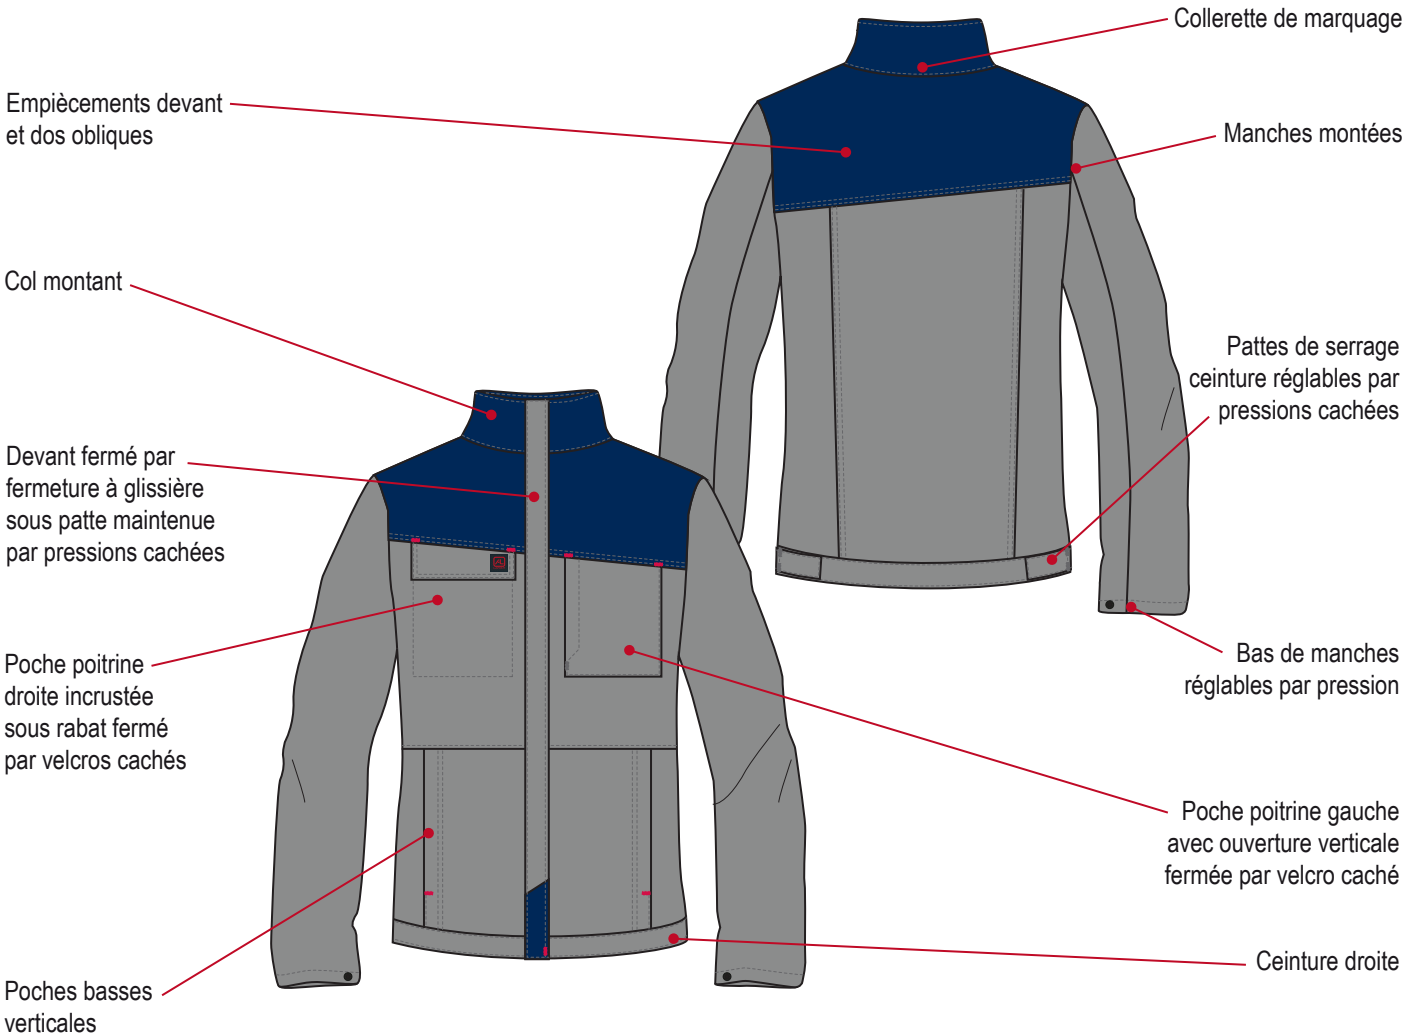 Collerette de marquage
Empiècements devant
et dos obliques
Manches montées
Col montant
Pattes de serrage
ceinture réglables par
pressions cachées
Devant fermé par
fermeture à glissière
sous patte maintenue
par pressions cachées
Poche poitrine
droite incrustée
sous rabat fermé
par velcros cachés
Bas de manches
réglables par pression
Poche poitrine gauche
avec ouverture verticale
fermée par velcro caché
Ceinture droite
Poches basses
verticales